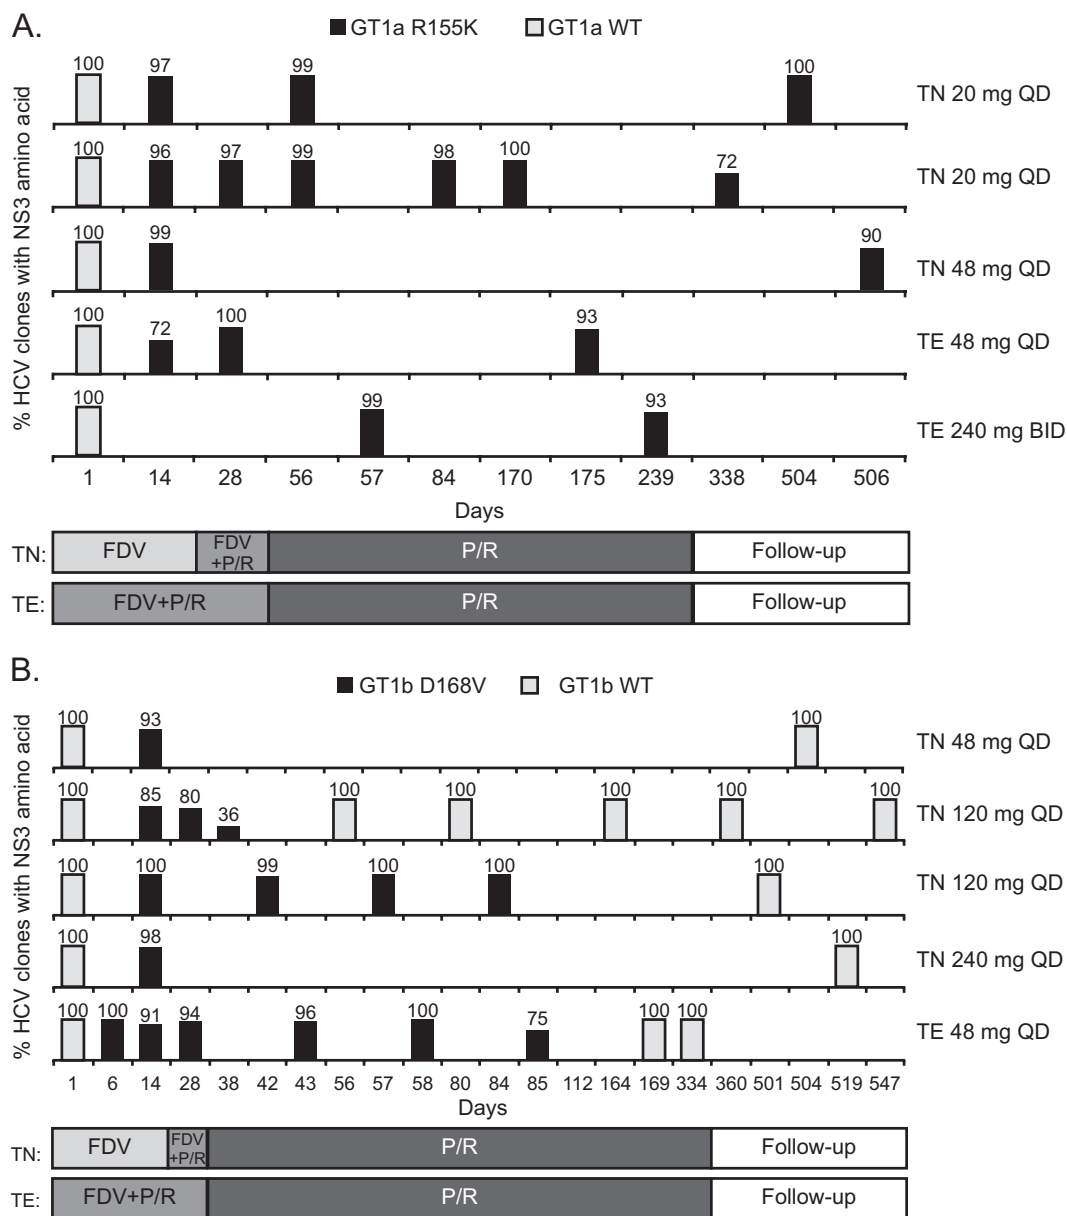 A.
GT1a R155K GT1a WT
% HCV clones with NS3 amino acid
100 97 99 100 TN 20 mg QD
100 96 97 99 98 100 72 TN 20 mg QD
100 99 90 TN 48 mg QD
100 72 100 93 TE 48 mg QD
100 99 93 TE 240 mg BID
1 14 28 56 57 84 170 175 239 338 504 506
Days
TN: FDV FDV +P/R P/R Follow-up
TE: FDV+P/R P/R Follow-up
B.
GT1b D168V GT1b WT
% HCV clones with NS3 amino acid
100 93 100 TN 48 mg QD
100 85 80 36 100 100 100 100 100 TN 120 mg QD
100 100 99 100 100 100 TN 120 mg QD
100 98 100 TN 240 mg QD
100 100 91 94 96 100 75 100 100 TE 48 mg QD
1 6 14 28 38 42 43 56 57 58 80 84 85 112 164 169 334 360 501 504 519 547
Days
TN: FDV FDV +P/R P/R Follow-up
TE: FDV+P/R P/R Follow-up